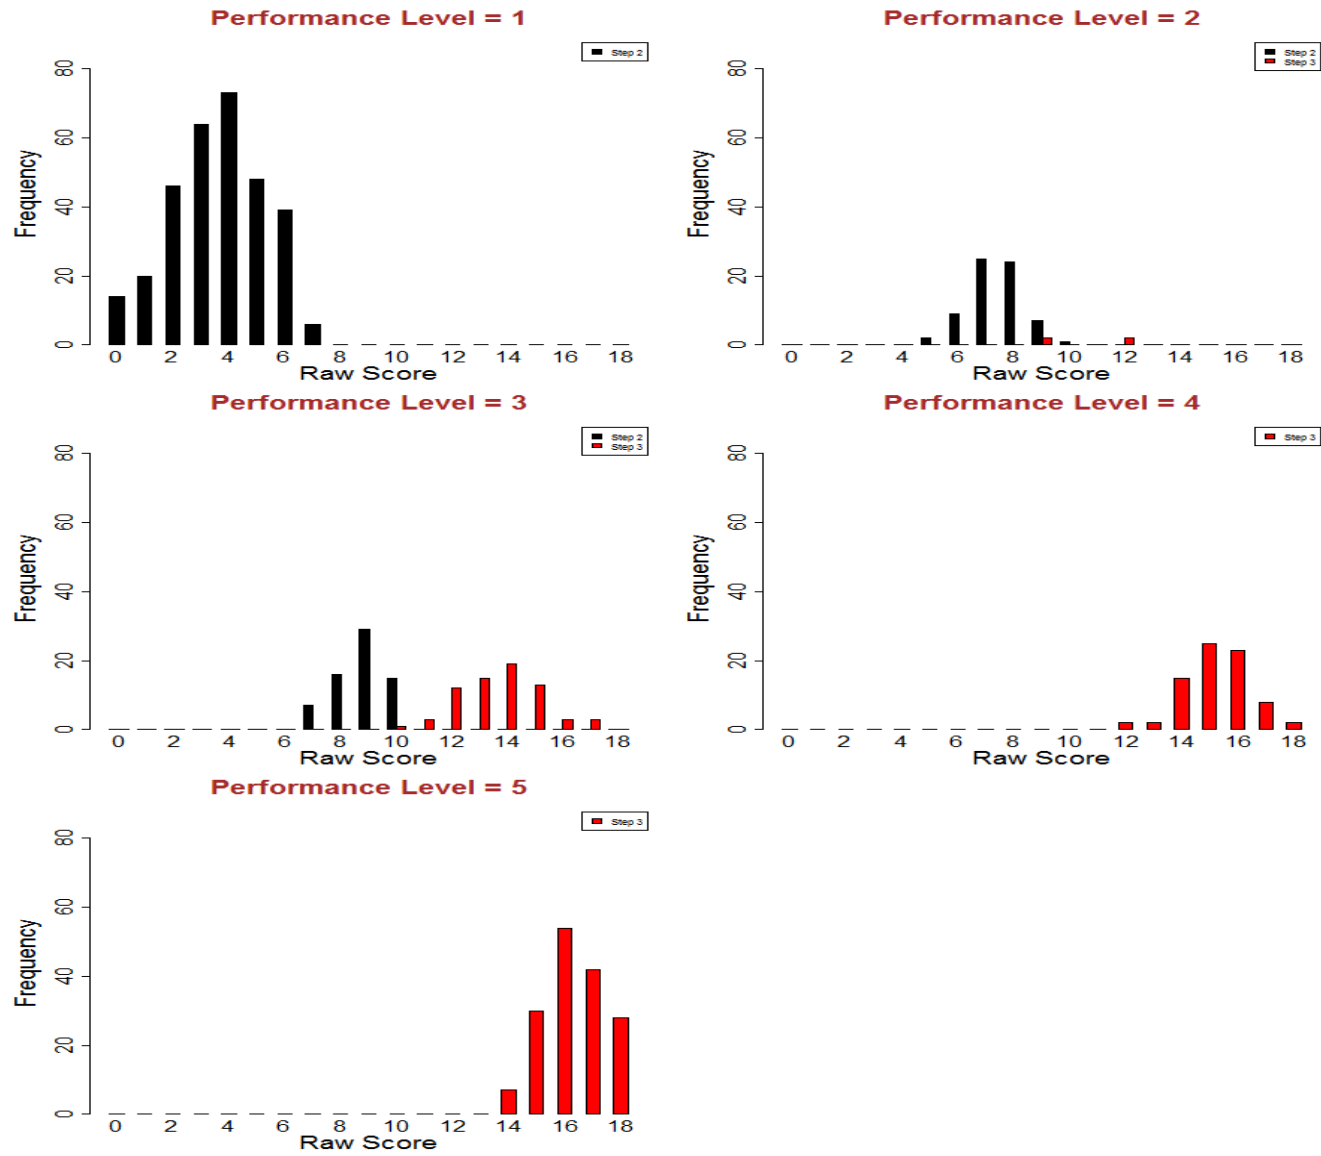 Performance Level = 1
Step 2
Frequency
0 20 40 60 80
0 2 4 6 8 10 12 14 16 18
Raw Score
Performance Level = 2
Step 2
Step 3
Frequency
0 20 40 60 80
0 2 4 6 8 10 12 14 16 18
Raw Score
Performance Level = 3
Step 2
Step 3
Frequency
0 20 40 60 80
0 2 4 6 8 10 12 14 16 18
Raw Score
Performance Level = 4
Step 3
Frequency
0 20 40 60 80
0 2 4 6 8 10 12 14 16 18
Raw Score
Performance Level = 5
Step 3
Frequency
0 20 40 60 80
0 2 4 6 8 10 12 14 16 18
Raw Score